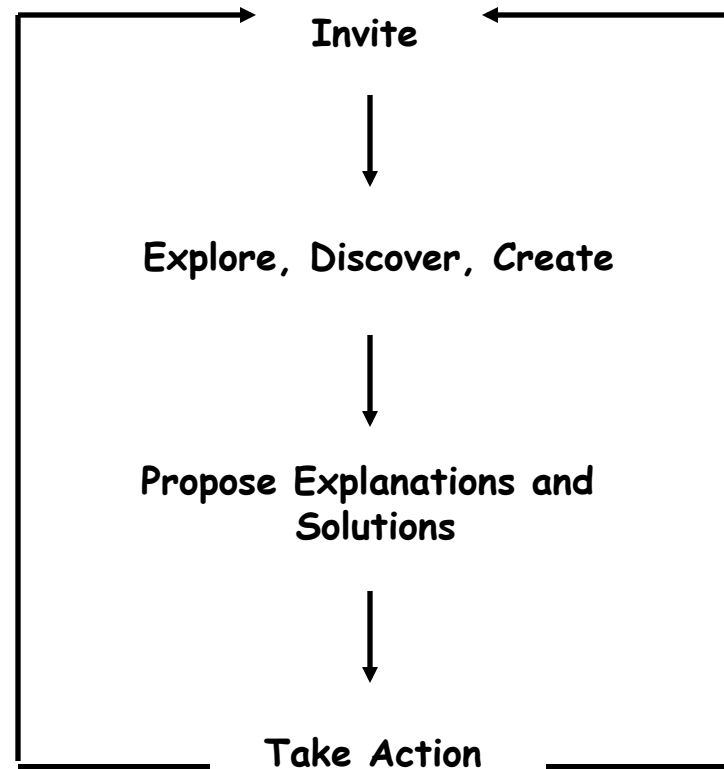 Invite
Explore, Discover, Create
Propose Explanations and
Solutions
Take Action